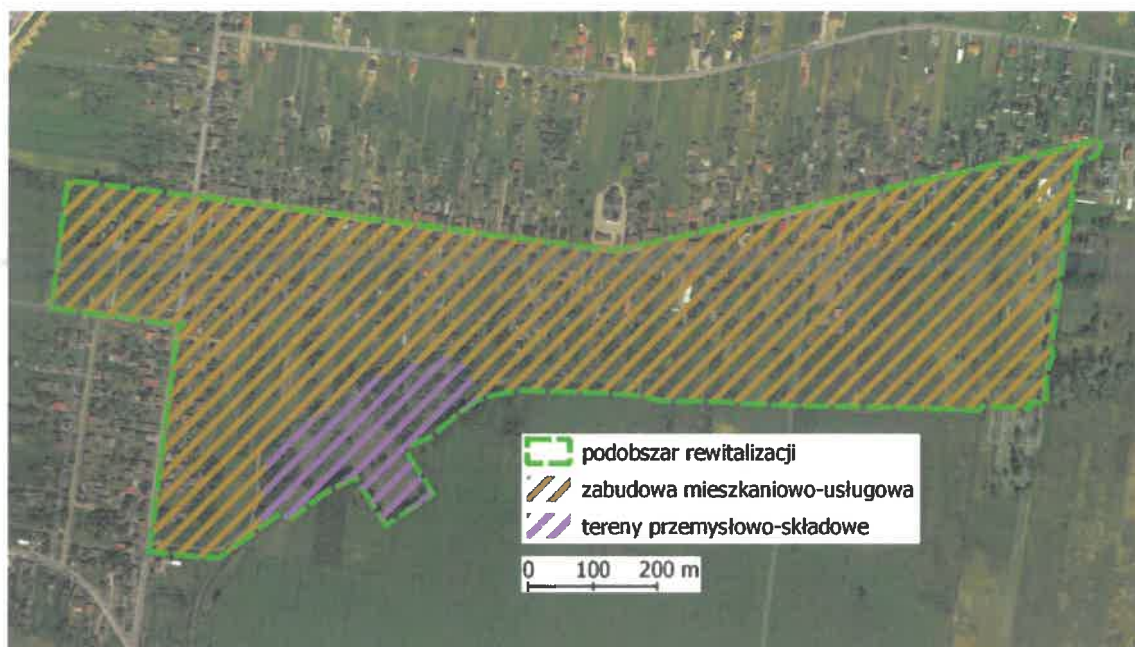 podobszar rewitalizacji
zabudowa mieszkaniowo-usługowa
tereny przemysłowo-składowe
0 100 200 m